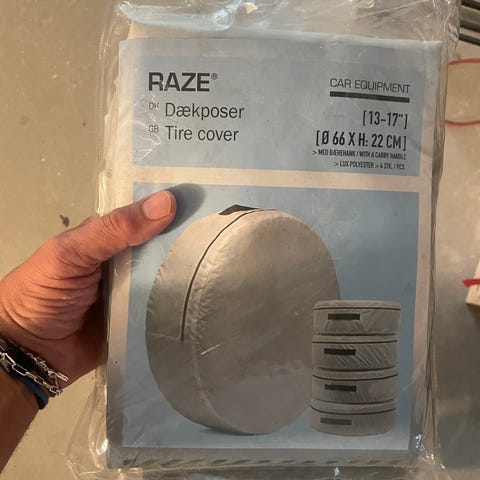 RAZE®
CAR EQUIPMENT
DK Dækposer
GB Tire cover
[13-17"]
[Ø 66 X H: 22 CM]
> MED BÆREHANK / WITH A CARRY HANDLE
> LUX POLYESTER > 4 STK. / PCS